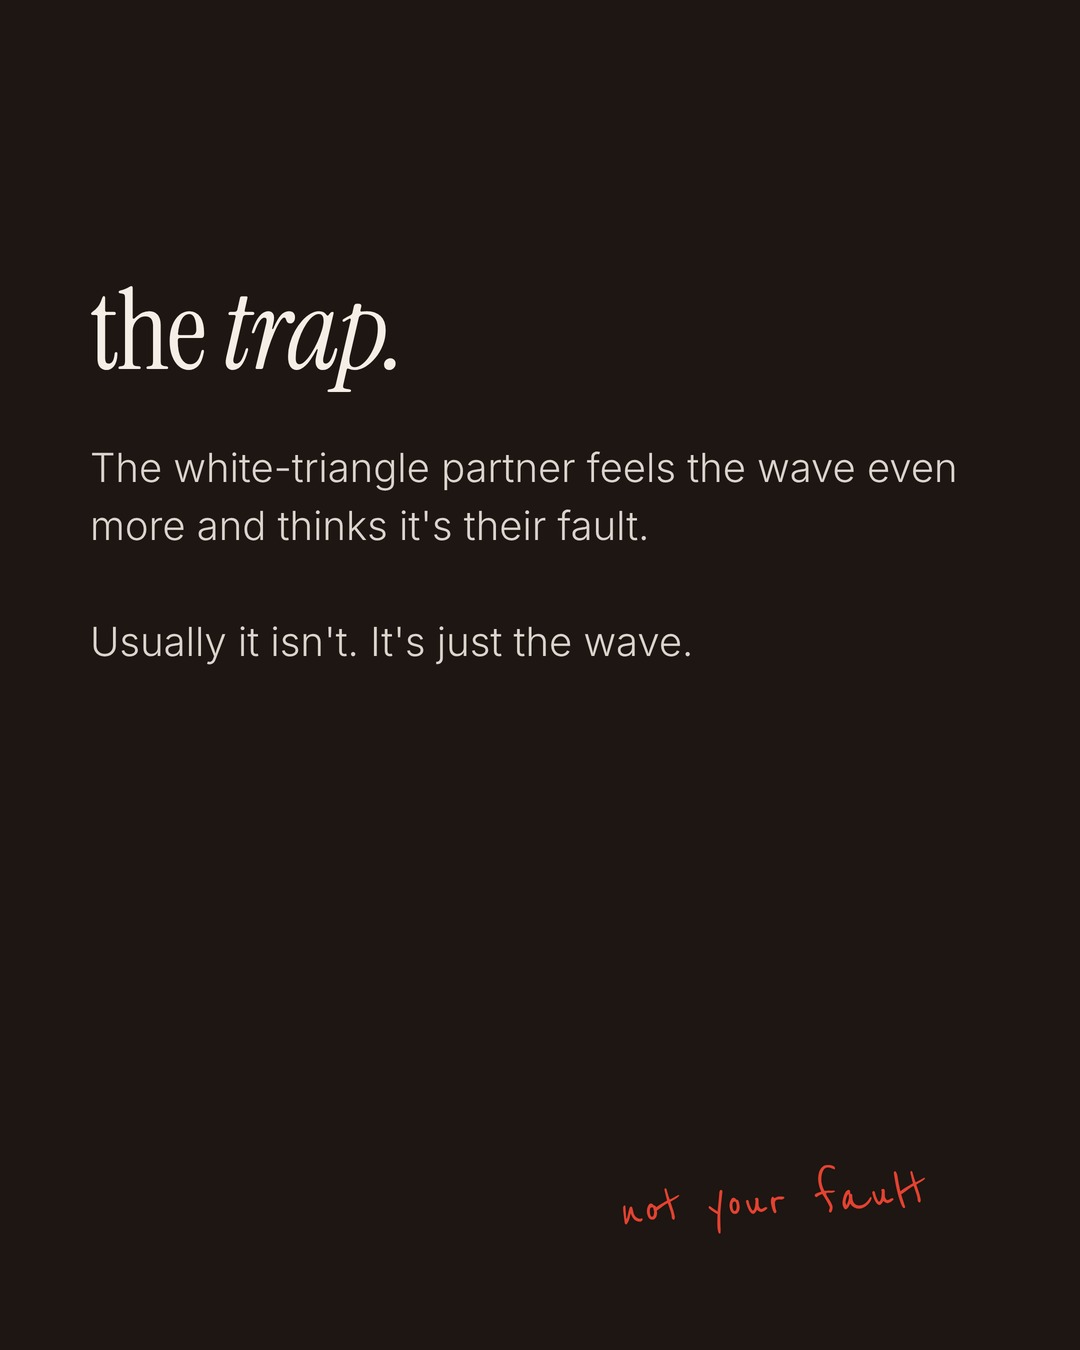 the trap.
The white-triangle partner feels the wave even
more and thinks it's their fault.
Usually it isn't. It's just the wave.
not your fault